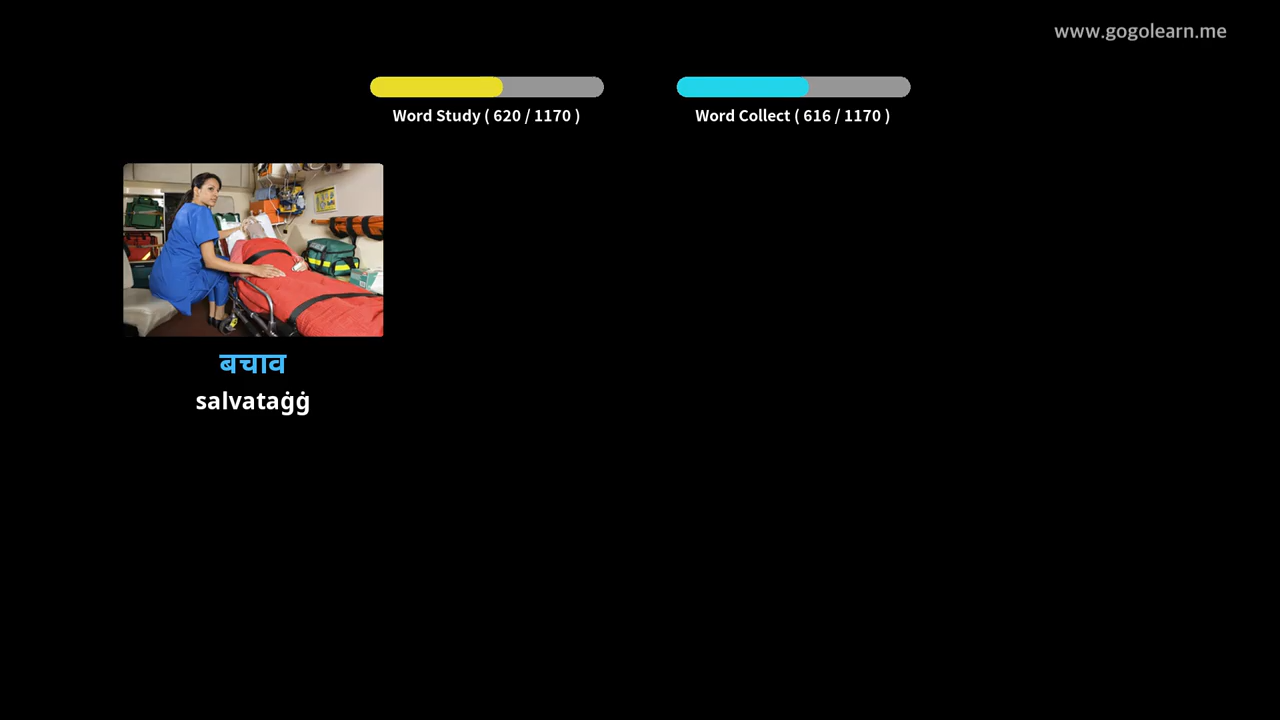 www.gogolearn.me
Word Study ( 620 / 1170 )
Word Collect ( 616 / 1170 )
बचाव
salvataġġ